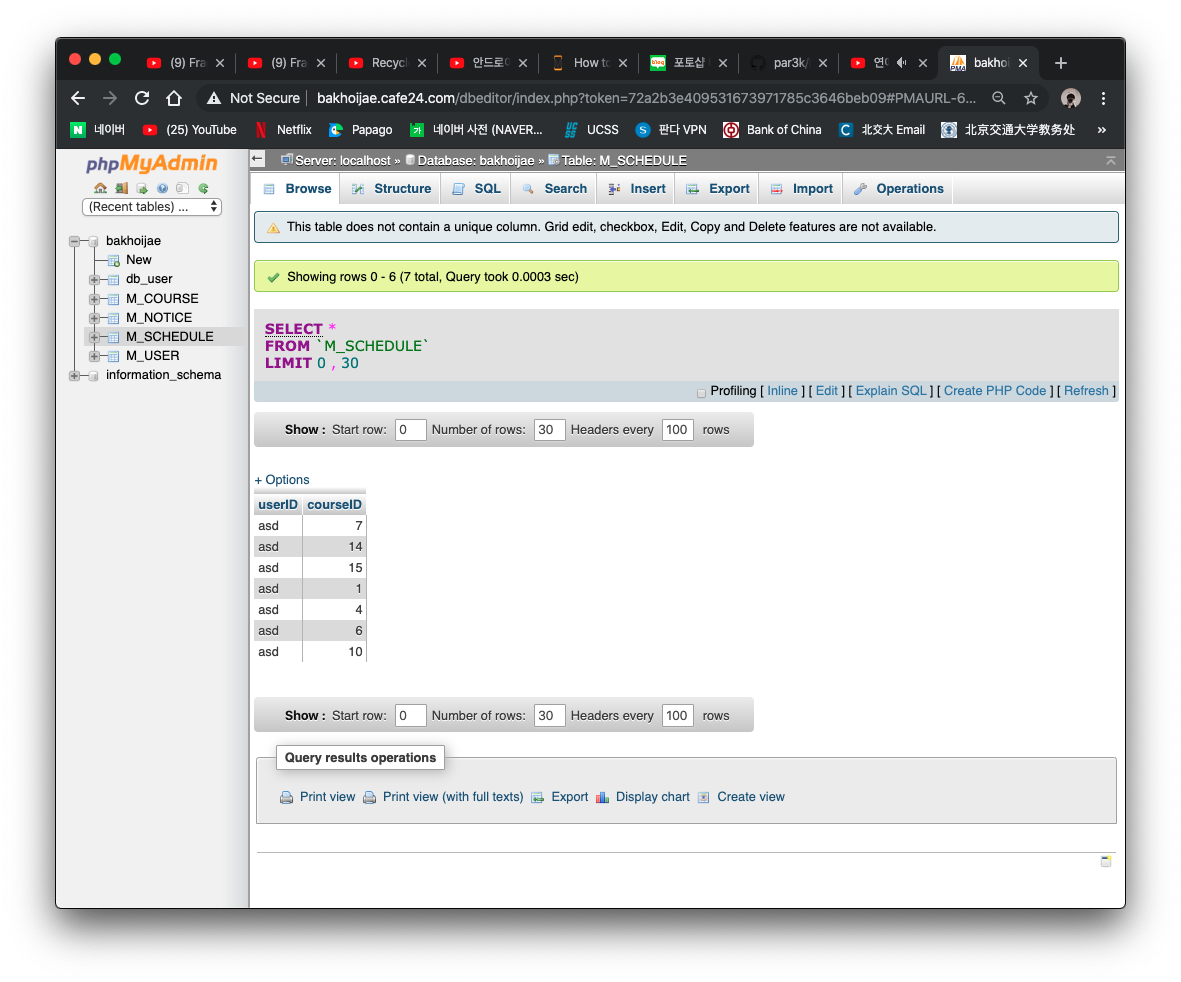 (9) Fra
(9) Fra
Recycl
안드로이
How to
포토샵
par3k/
연
bakhoi
Not Secure
bakhoijae.cafe24.com/dbeditor/index.php?token=72a2b3e409531673971785c3646beb09#PMAURL-6...
네이버
(25) YouTube
Netflix
Papago
네이버 사전 (NAVER...
UCSS
판다 VPN
Bank of China
北交大 Email
北京交通大学教务处
»
phpMyAdmin
(Recent tables) ...
bakhoijae
New
db_user
M_COURSE
M_NOTICE
M_SCHEDULE
M_USER
information_schema
Server: localhost » Database: bakhoijae » Table: M_SCHEDULE
Browse Structure SQL Search Insert Export Import Operations
This table does not contain a unique column. Grid edit, checkbox, Edit, Copy and Delete features are not available.
Showing rows 0 - 6 (7 total, Query took 0.0003 sec)
SELECT *
FROM `M_SCHEDULE`
LIMIT 0 , 30
Profiling [ Inline ] [ Edit ] [ Explain SQL ] [ Create PHP Code ] [ Refresh ]
Show : Start row: 0 Number of rows: 30 Headers every 100 rows
+ Options
userID courseID
asd 7
asd 14
asd 15
asd 1
asd 4
asd 6
asd 10
Show : Start row: 0 Number of rows: 30 Headers every 100 rows
Query results operations
Print view Print view (with full texts) Export Display chart Create view